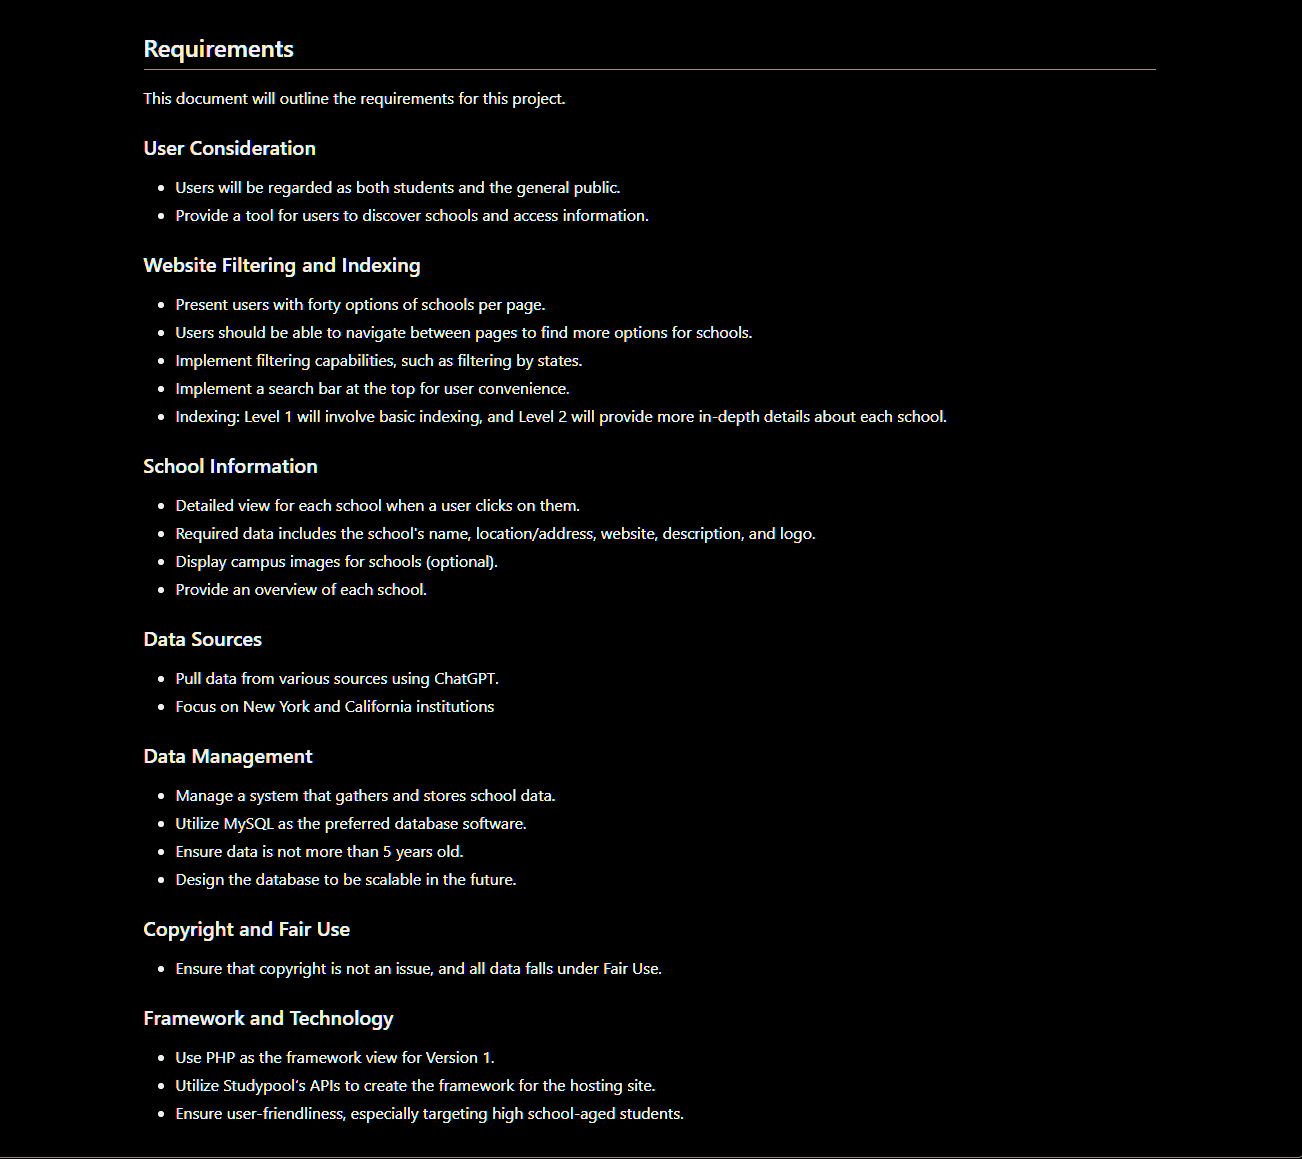 Requirements
This document will outline the requirements for this project.
User Consideration
• Users will be regarded as both students and the general public.
• Provide a tool for users to discover schools and access information.
Website Filtering and Indexing
• Present users with forty options of schools per page.
• Users should be able to navigate between pages to find more options for schools.
• Implement filtering capabilities, such as filtering by states.
• Implement a search bar at the top for user convenience.
• Indexing: Level 1 will involve basic indexing, and Level 2 will provide more in-depth details about each school.
School Information
• Detailed view for each school when a user clicks on them.
• Required data includes the school's name, location/address, website, description, and logo.
• Display campus images for schools (optional).
• Provide an overview of each school.
Data Sources
• Pull data from various sources using ChatGPT.
• Focus on New York and California institutions
Data Management
• Manage a system that gathers and stores school data.
• Utilize MySQL as the preferred database software.
• Ensure data is not more than 5 years old.
• Design the database to be scalable in the future.
Copyright and Fair Use
• Ensure that copyright is not an issue, and all data falls under Fair Use.
Framework and Technology
• Use PHP as the framework view for Version 1.
• Utilize Studypool's APIs to create the framework for the hosting site.
• Ensure user-friendliness, especially targeting high school-aged students.